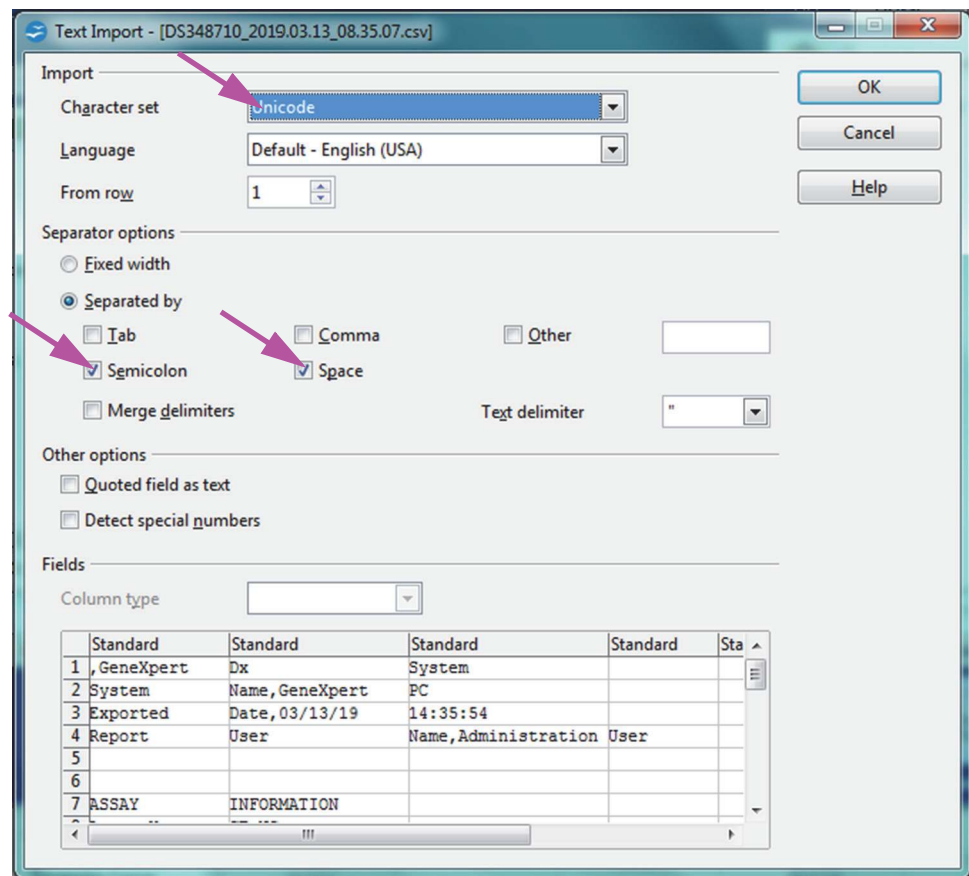 Text Import - [DS348710_2019.03.13_08.35.07.csv]
Import
Character set Unicode
OK
Language Default - English (USA)
Cancel
From row 1
Help
Separator options
Fixed width
Separated by
Tab Comma Other
Semicolon Space
Merge delimiters Text delimiter "
Other options
Quoted field as text
Detect special numbers
Fields
Column type
Standard Standard Standard Standard Sta
1 ,GeneXpert Dx System
2 System Name,GeneXpert PC
3 Exported Date,03/13/19 14:35:54
4 Report User Name,Administration User
5
6
7 ASSAY INFORMATION